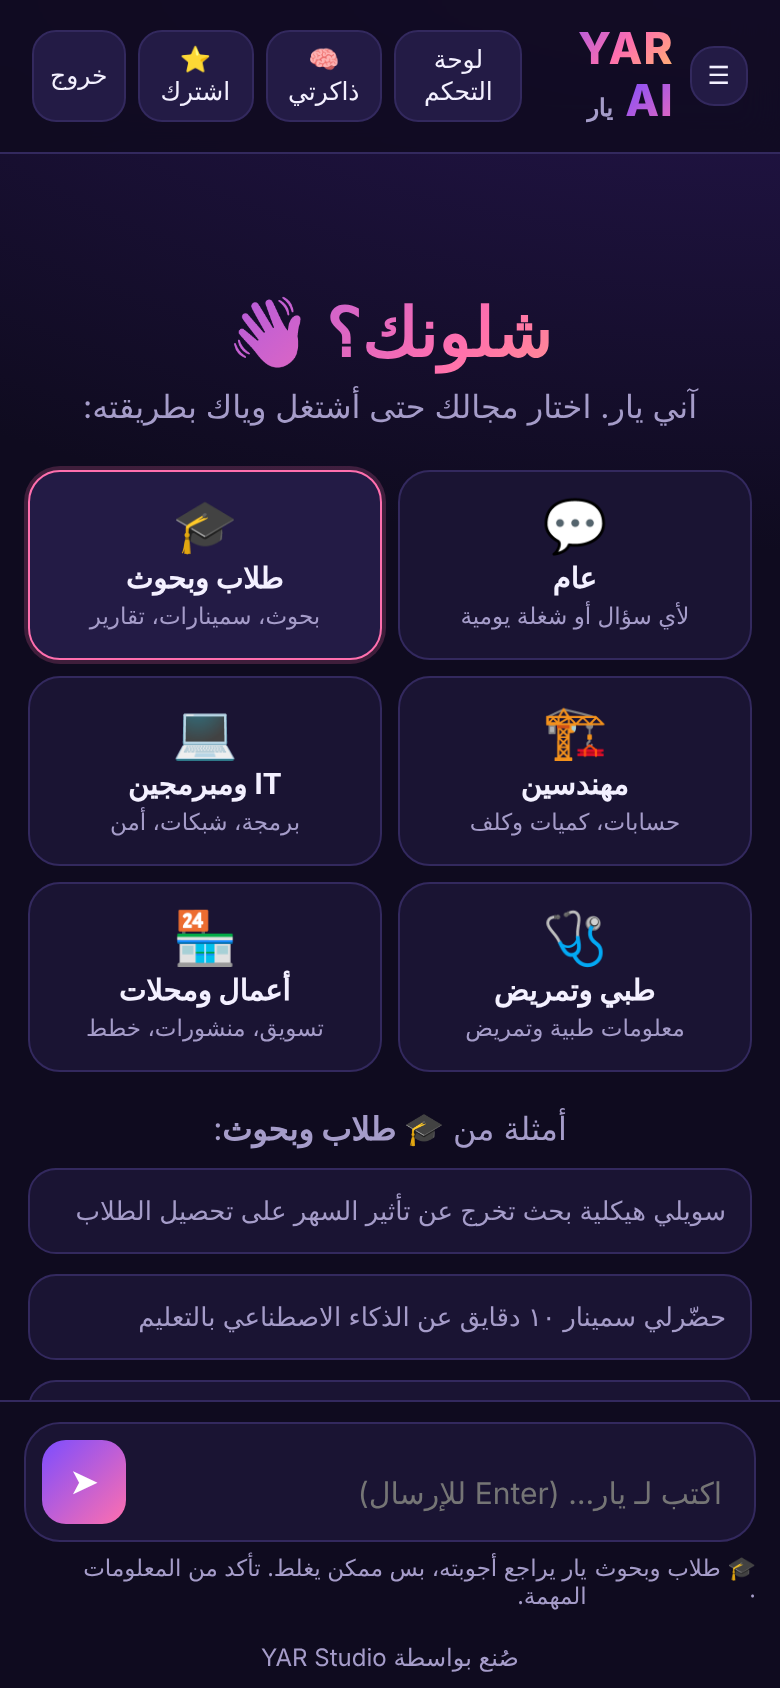 ☰
YAR
AI يار
لوحة
التحكم
🧠
ذاكرتي
⭐
اشترك
خروج
شلونك؟ 👋
آني يار. اختار مجالك حتى أشتغل وياك بطريقته:
💬
عام
لأي سؤال أو شغلة يومية
🎓
طلاب وبحوث
بحوث، سمينارات، تقارير
🏗️
مهندسين
حسابات، كميات وكلف
💻
IT ومبرمجين
برمجة، شبكات، أمن
🩺
طبي وتمريض
معلومات طبية وتمريض
🏪
أعمال ومحلات
تسويق، منشورات، خطط
أمثلة من 🎓 طلاب وبحوث:
سويلي هيكلية بحث تخرج عن تأثير السهر على تحصيل الطلاب
حضّرلي سمينار ١٠ دقايق عن الذكاء الاصطناعي بالتعليم
اكتب لـ يار... (Enter للإرسال)
➤
🎓 طلاب وبحوث ·
يار يراجع أجوبته، بس ممكن يغلط. تأكد من المعلومات
المهمة.
صُنع بواسطة YAR Studio